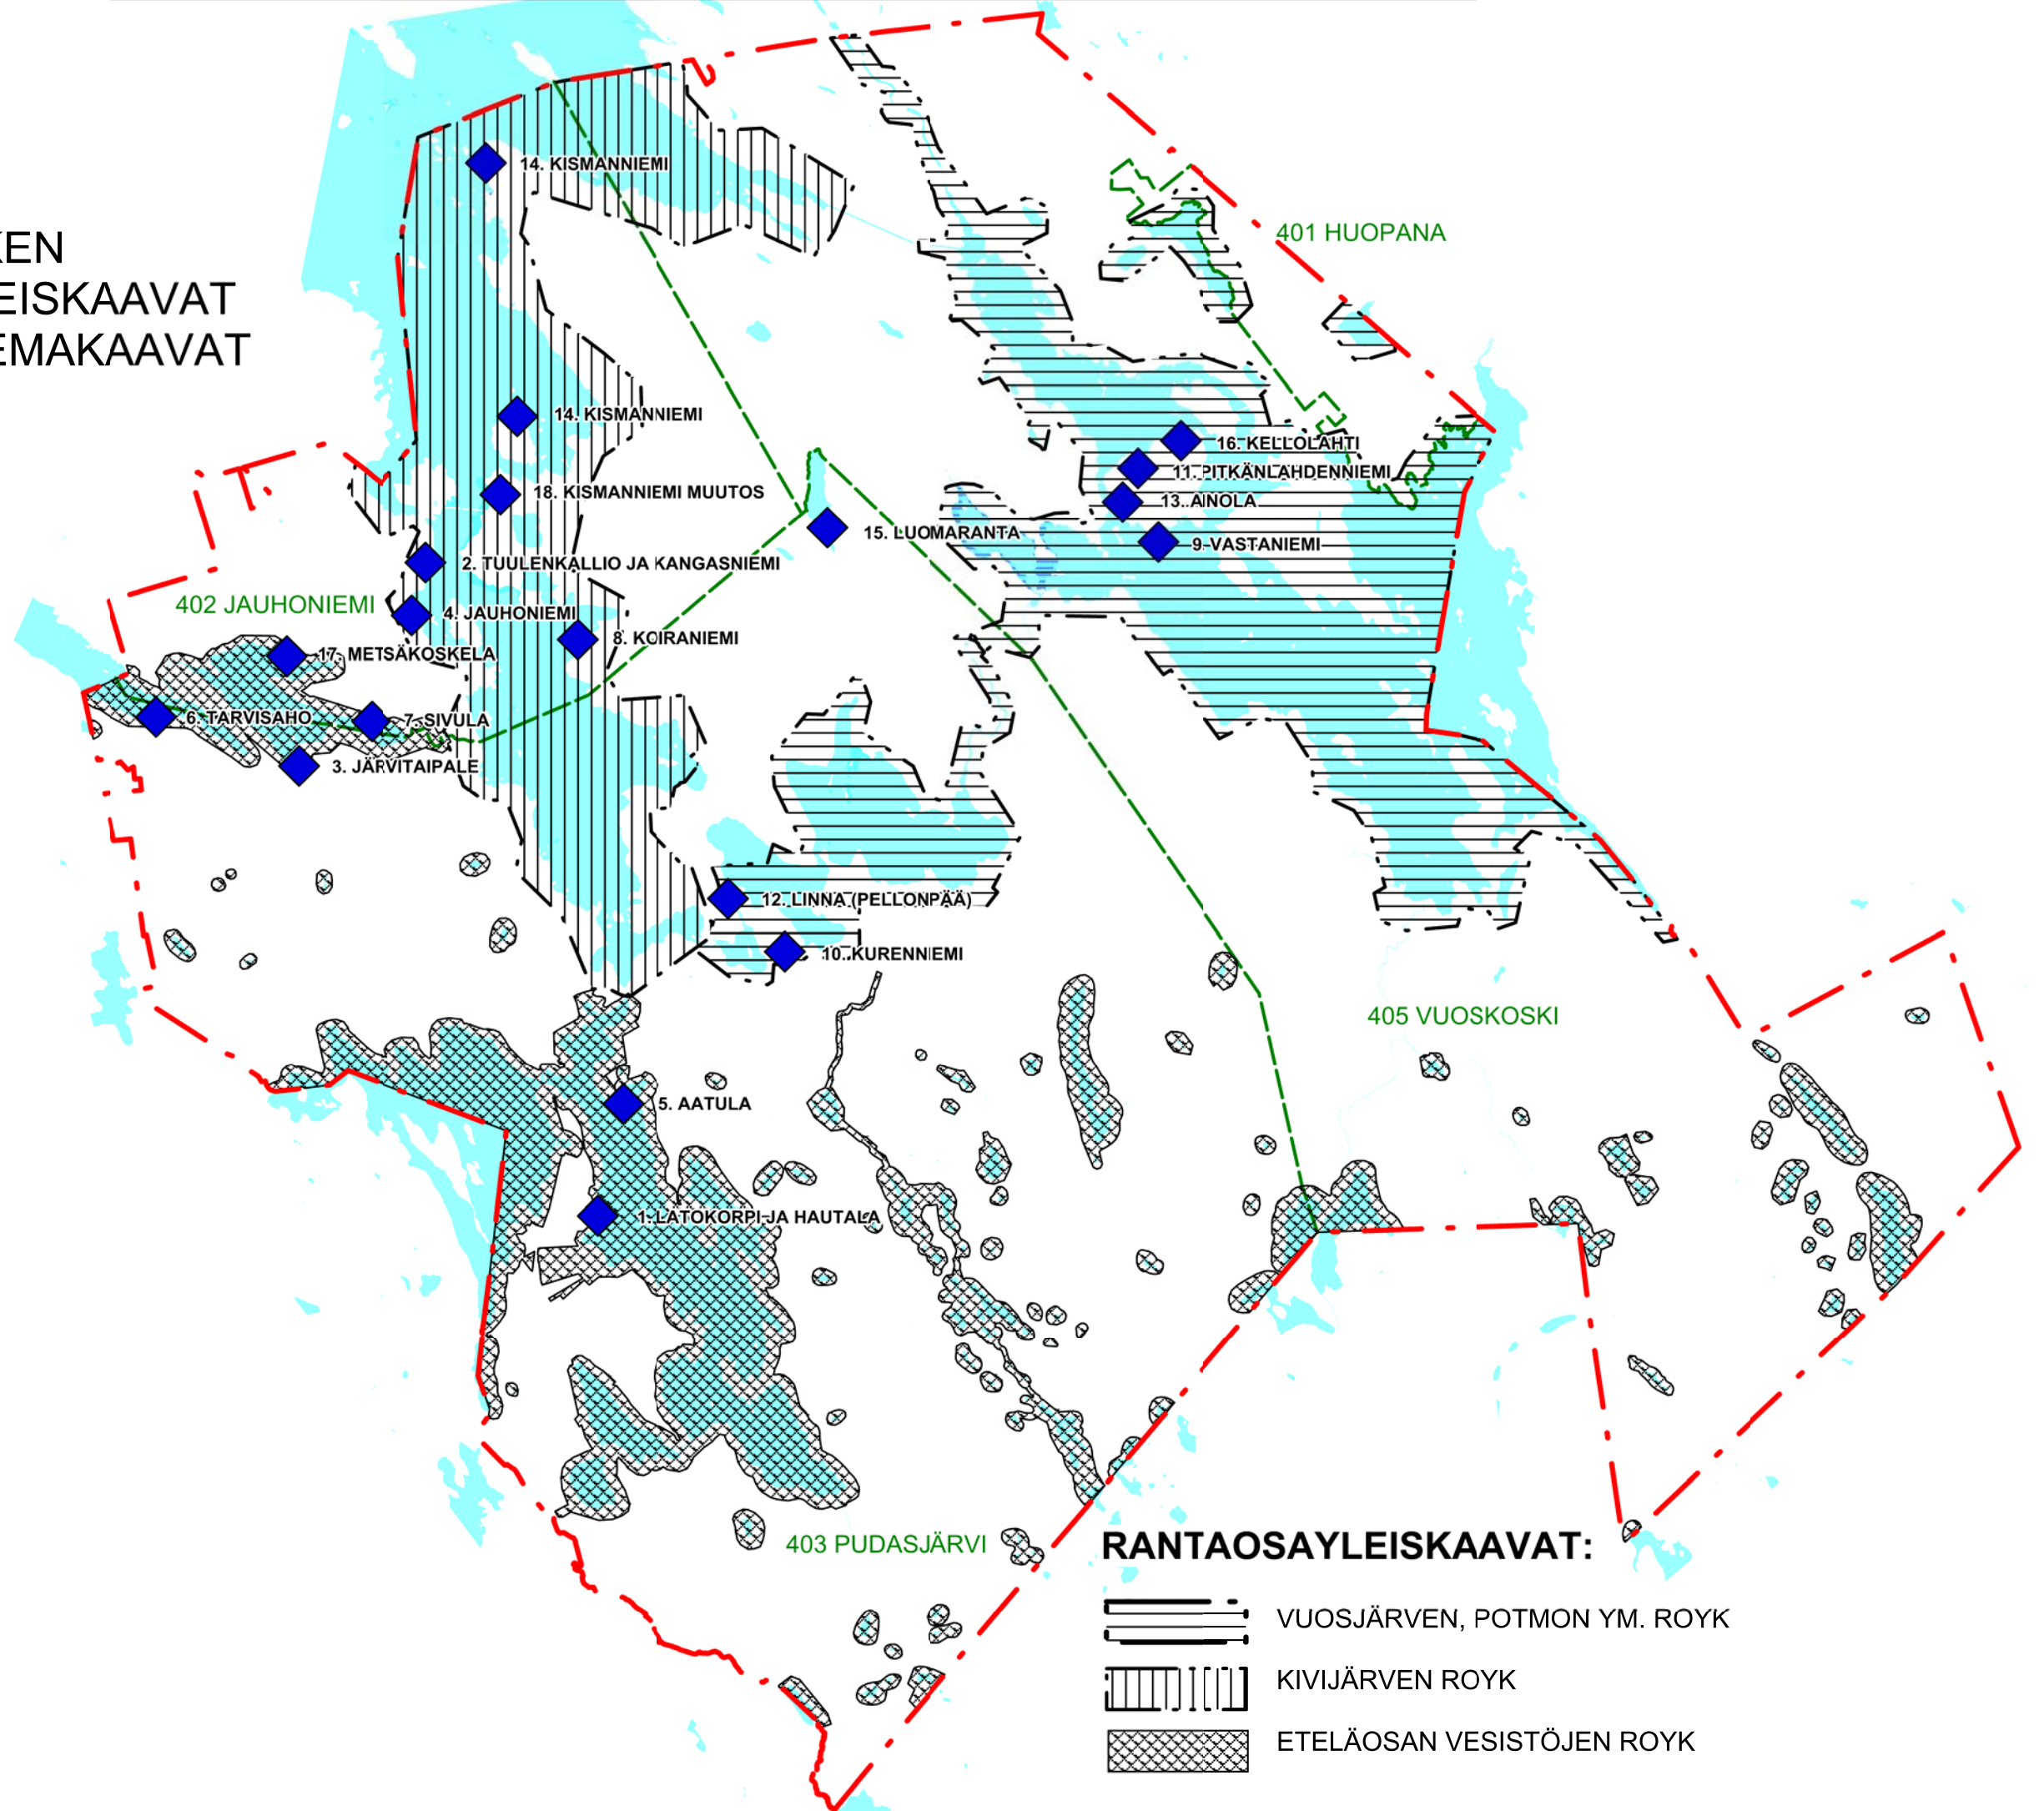 KEN
EISKAAVAT
EMAKAAVAT
14. KISMANNIEMI
401 HUOPANA
14. KISMANNIEMI
16. KELLOLAHTI
11. PITKÄNLAHDENNIEMI
18. KISMANNIEMI MUUTOS
13. AINOLA
15. LUOMARANTA
9. VASTANIEMI
2. TUULENKALLIO JA KANGASNIEMI
402 JAUHONIEMI
4. JAUHONIEMI
8. KOIRANIEMI
17. METSÄKOSKELA
6. TARVISAHO
7. SIVULA
3. JÄRVITAIPALE
12. LINNA (PELLONPÄÄ)
10. KURENNIEMI
405 VUOSKOSKI
5. AATULA
1. LATOKORPI JA HAUTALA
403 PUDASJÄRVI
RANTAOSAYLEISKAAVAT:
VUOSJÄRVEN, POTMON YM. ROYK
KIVIJÄRVEN ROYK
ETELÄOSAN VESISTÖJEN ROYK